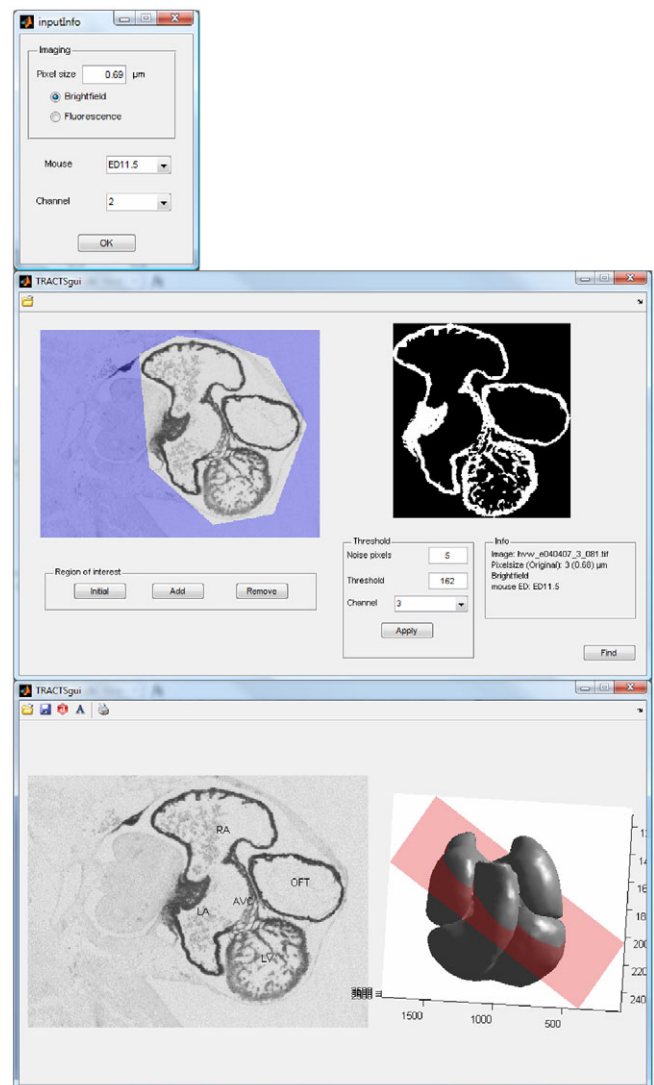 inputInfo
Imaging
Pixel size 0.69 µm
Brightfield
Fluorescence
Mouse ED11.5
Channel 2
OK
TRACTSgui
Region of interest
Initial Add Remove
Threshold
Noise pixels 5
Threshold 162
Channel 3
Apply
Info
Image: hvw_e040407_3_081.tif
Pixelsize (Original): 3 (0.68) µm
Brightfield
mouse ED: ED11.5
Find
TRACTSgui
RA
OFT
AVC
LA
LV
14
16
18
200
220
240
1500 1000 500